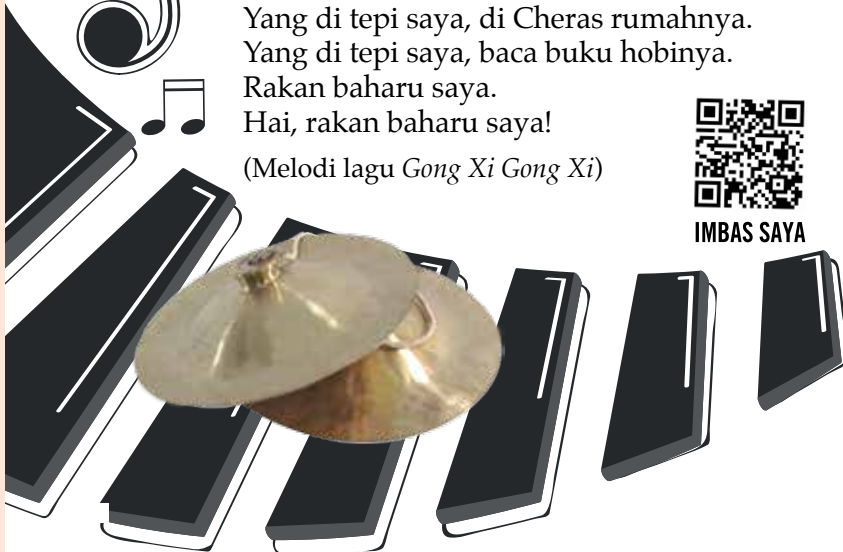 Yang di tepi saya, di Cheras rumahnya.
Yang di tepi saya, baca buku hobinya.
Rakan baharu saya.
Hai, rakan baharu saya!
(Melodi lagu Gong Xi Gong Xi)
IMBAS SAYA